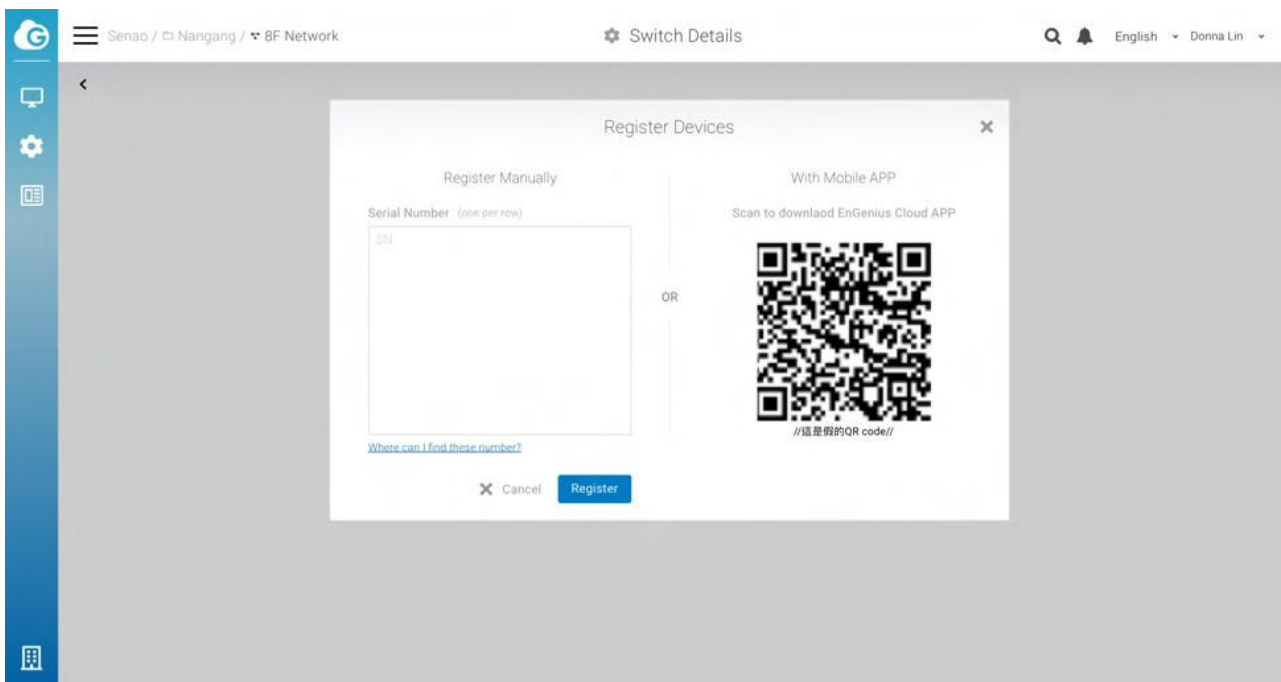 Senao / Nangang / 8F Network
Switch Details
English
Donna Lin
Register Devices
Register Manually
Serial Number (one per row)
SN
Where can I find these number?
Cancel
Register
OR
With Mobile APP
Scan to downlaod EnGenius Cloud APP
//這是假的QR code//